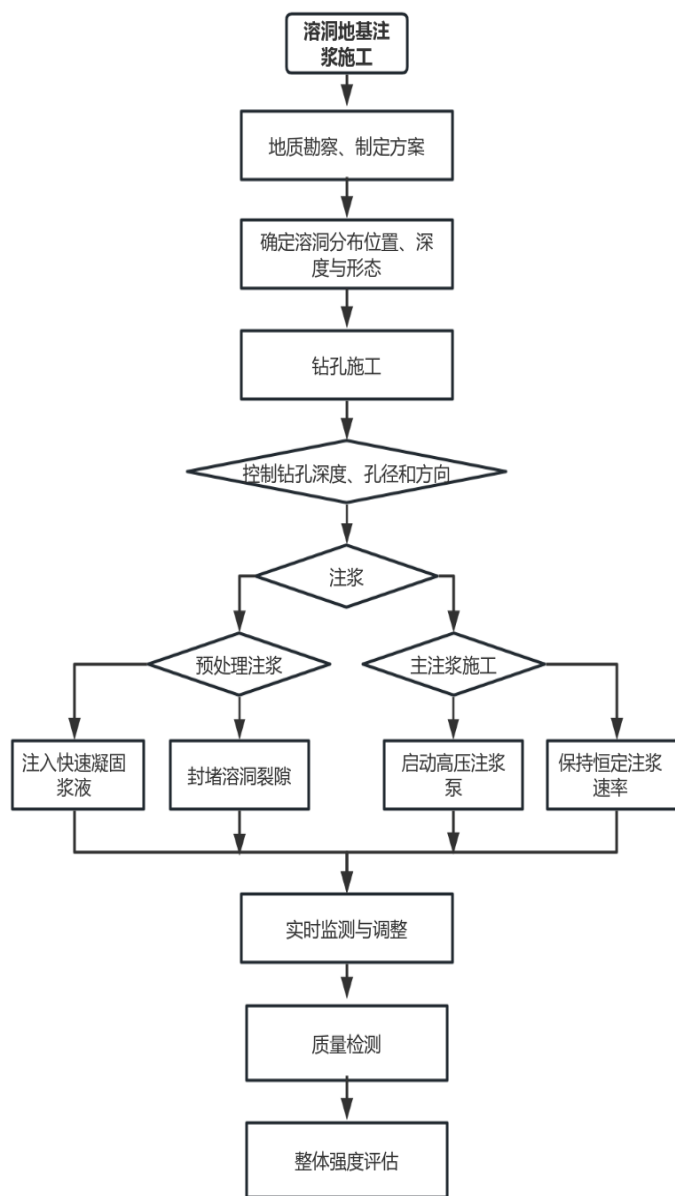 溶洞地基注
浆施工
地质勘察、制定方案
确定溶洞分布位置、深
度与形态
钻孔施工
控制钻孔深度、孔径和方向
注浆
预处理注浆
主注浆施工
注入快速凝固
浆液
封堵溶洞裂隙
启动高压注浆
泵
保持恒定注浆
速率
实时监测与调整
质量检测
整体强度评估